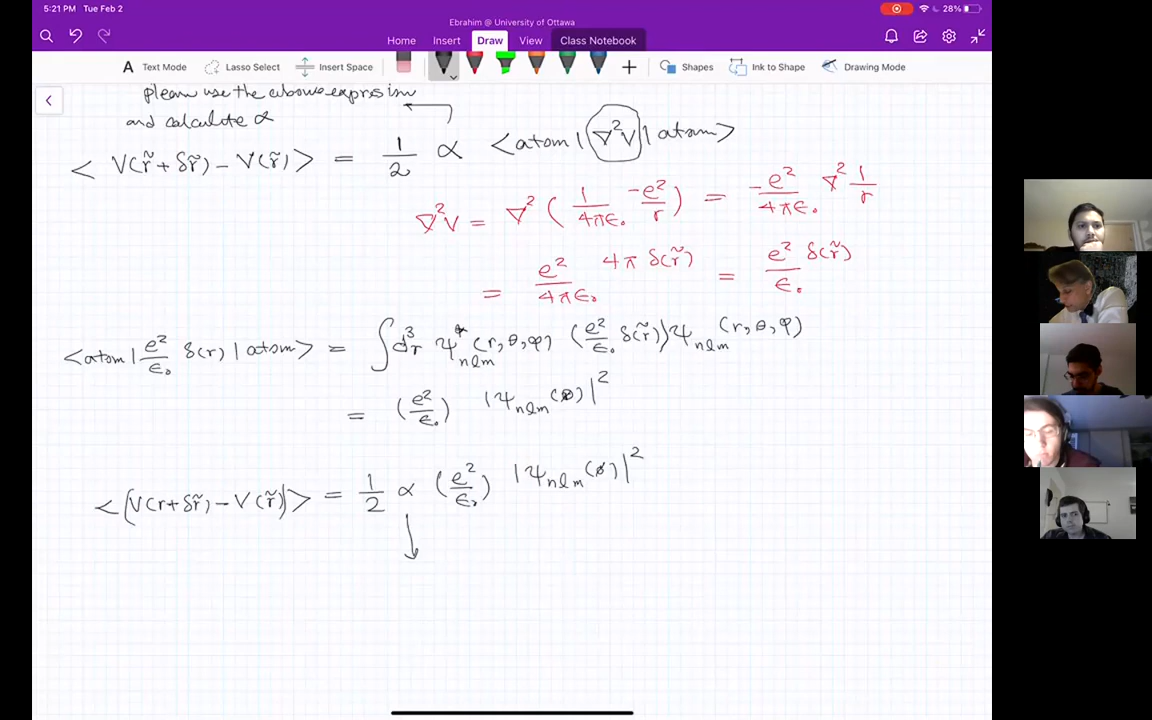 5:21 PM Tue Feb 2
28%
Ebrahim @ University of Ottawa
Home Insert Draw View Class Notebook
Text Mode Lasso Select Insert Space Shapes Ink to Shape Drawing Mode
please use the above expression
and calculate α
< V(r̃ + δr̃) - V(r̃) > = 1/2 α <atom| ∇²V | atom>
∇²V = ∇² ( 1/4πε₀ -e²/r ) = -e²/4πε₀ ∇² 1/r
= e²/4πε₀ 4π δ(r̃) = e²/ε₀ δ(r̃)
<atom| e²/ε₀ δ(r) | atom> = ∫ d³r ψ*nlm (r, θ, φ) (e²/ε₀ δ(r̃)) ψnlm (r, θ, φ)
= (e²/ε₀) |ψnlm(0)|²
<(V(r+δr̃) - V(r̃))> = 1/2 α (e²/ε₀) |ψnlm(0)|²